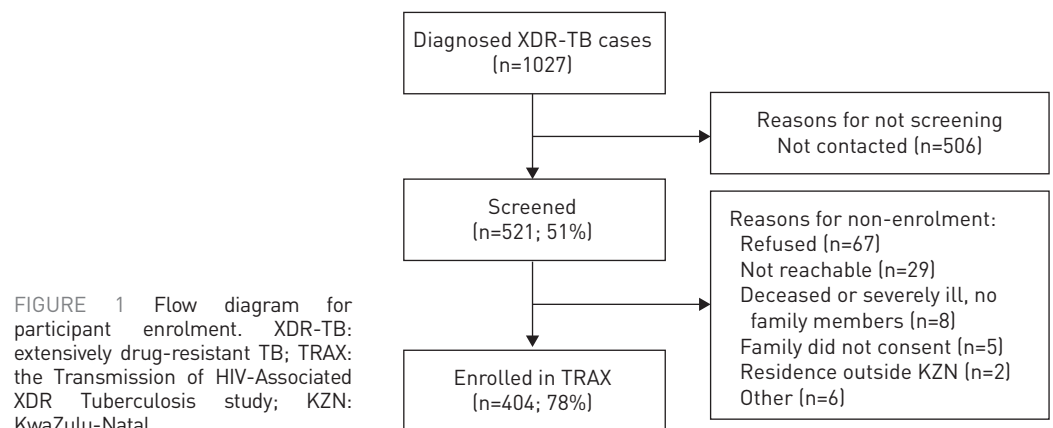 Diagnosed XDR-TB cases
(n=1027)
Reasons for not screening
Not contacted (n=506)
Screened
(n=521; 51%)
Reasons for non-enrolment:
Refused (n=67)
Not reachable (n=29)
Deceased or severely ill, no
family members (n=8)
Family did not consent (n=5)
Residence outside KZN (n=2)
Other (n=6)
Enrolled in TRAX
(n=404; 78%)
FIGURE 1 Flow diagram for
participant enrolment. XDR-TB:
extensively drug-resistant TB; TRAX:
the Transmission of HIV-Associated
XDR Tuberculosis study; KZN:
KwaZulu-Natal